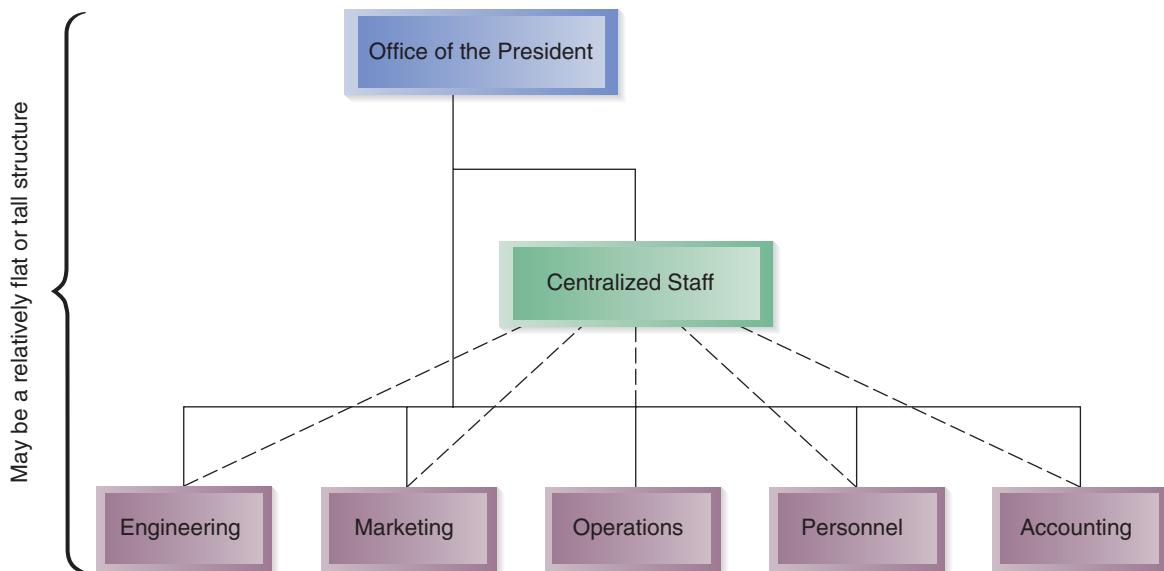 May be a relatively flat or tall structure
Office of the President
Centralized Staff
Engineering
Marketing
Operations
Personnel
Accounting